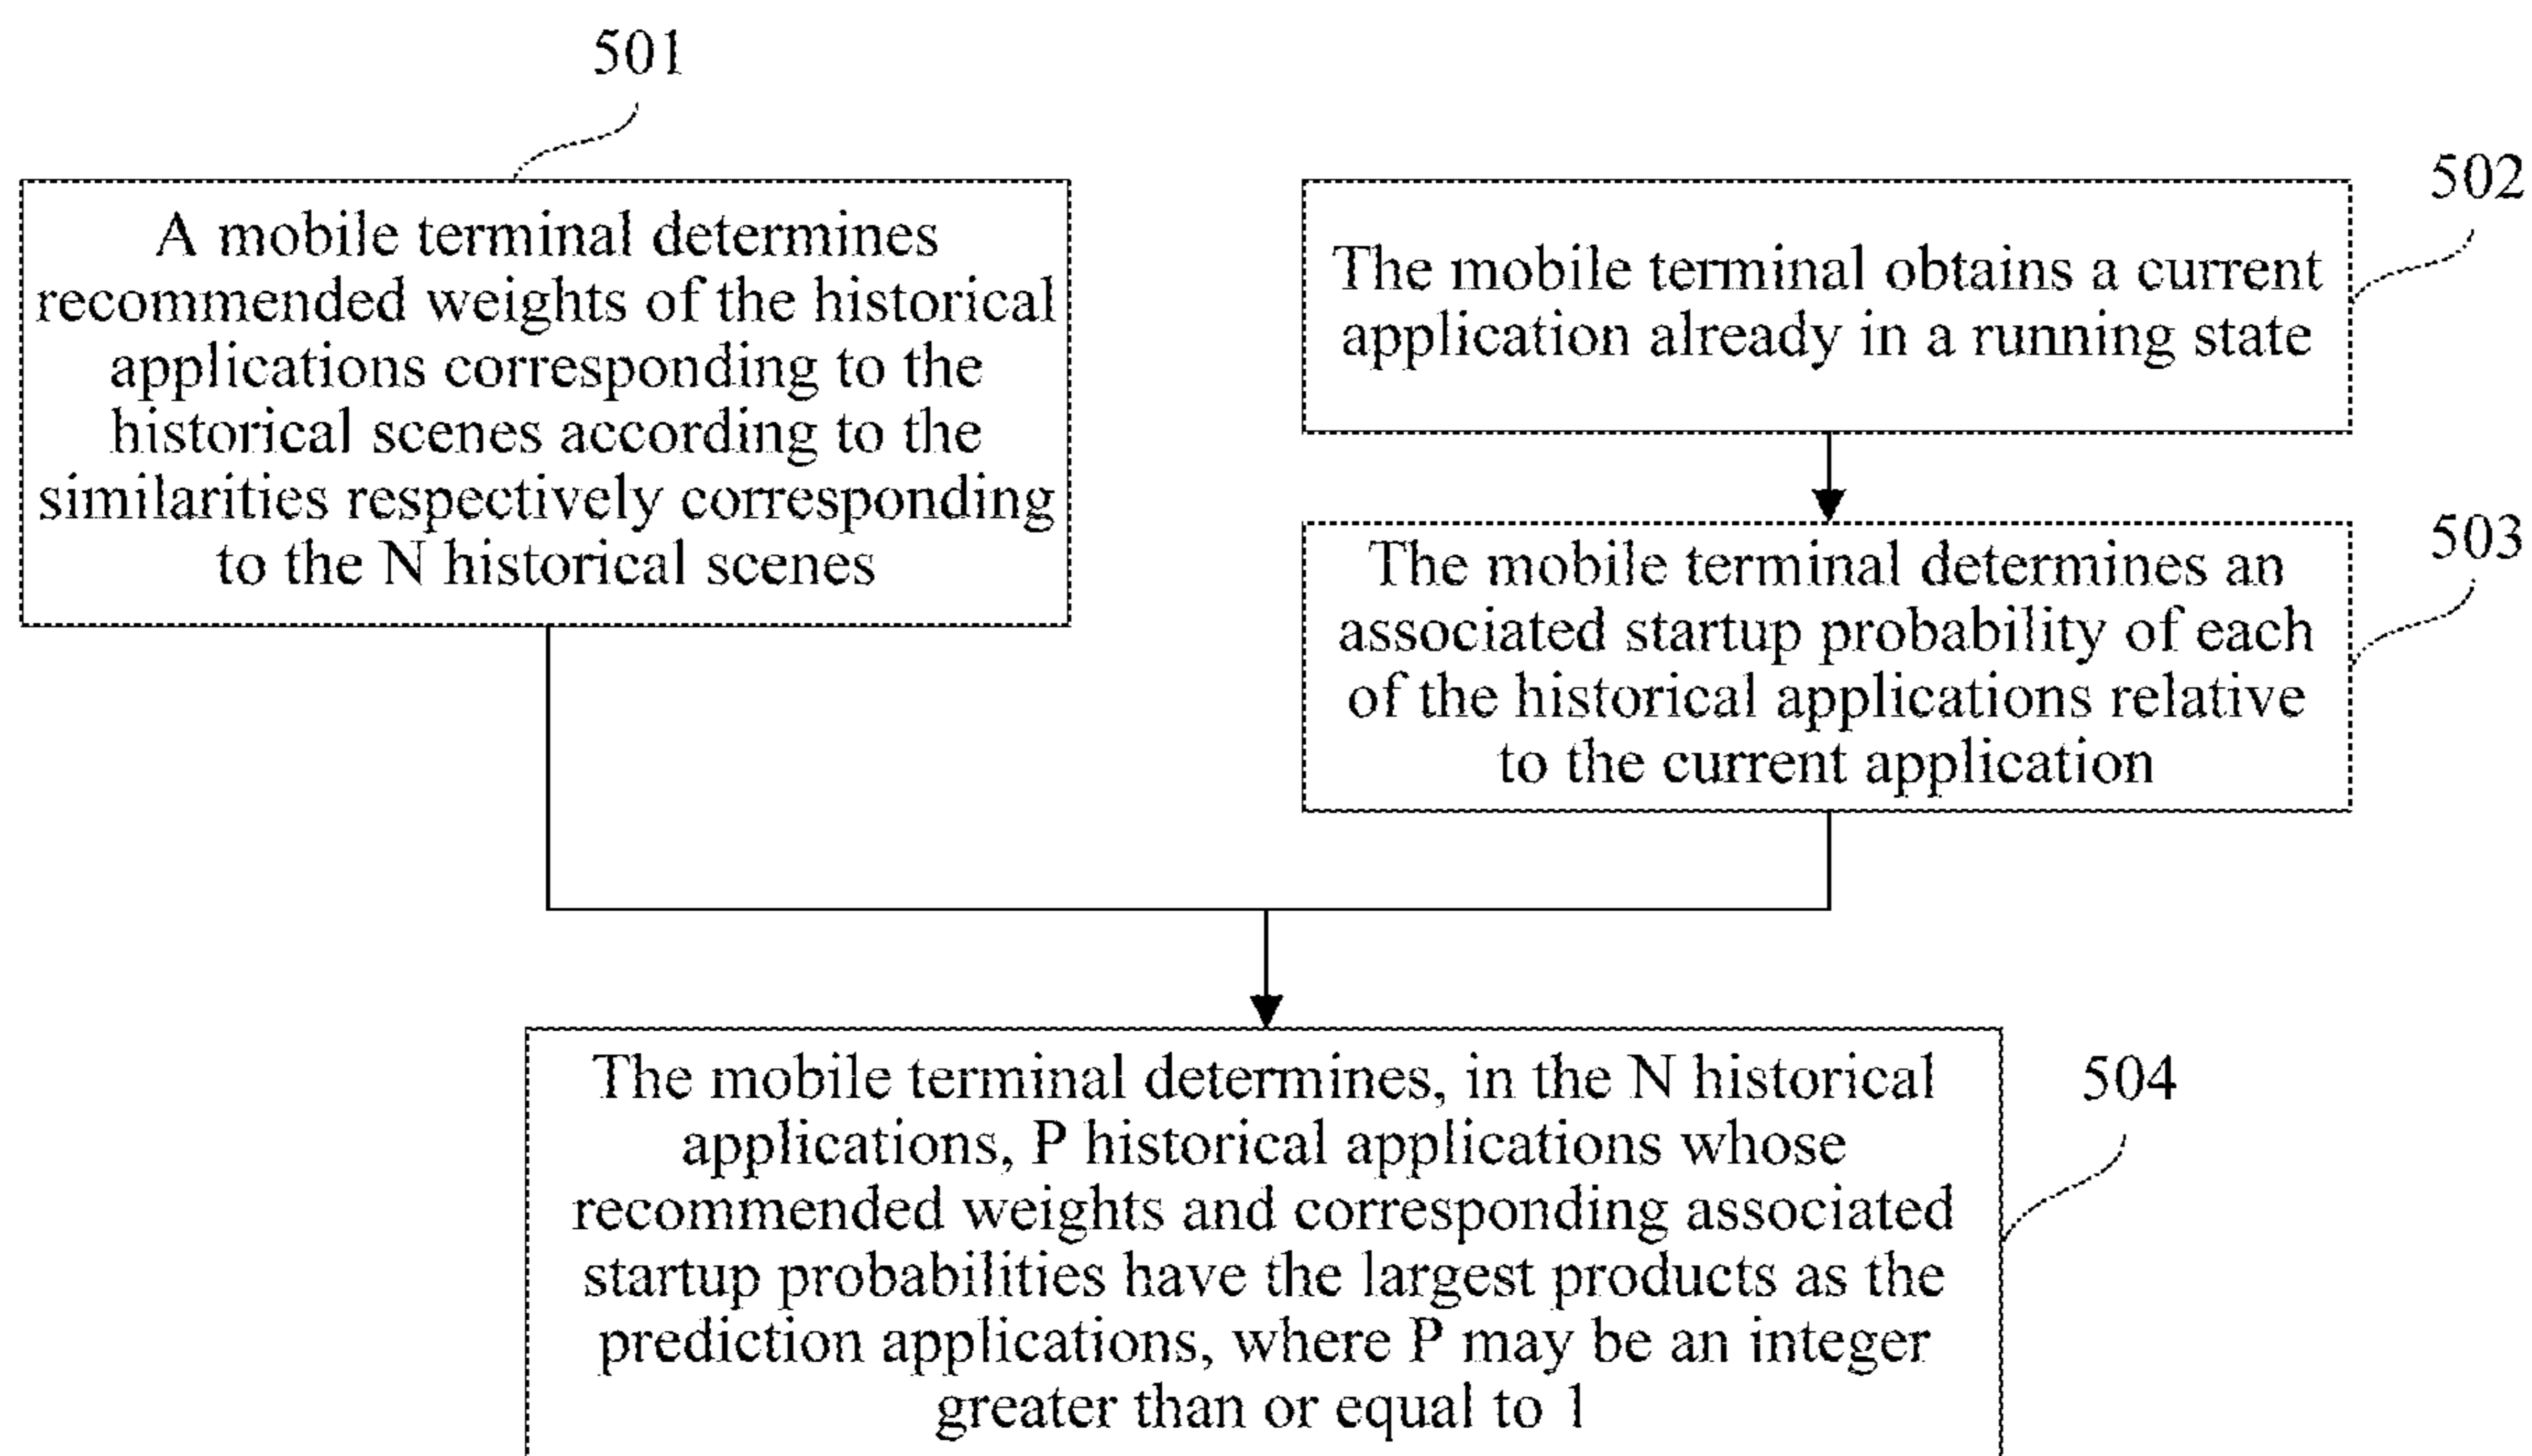 501
A mobile terminal determines
recommended weights of the historical
applications corresponding to the
historical scenes according to the
similarities respectively corresponding
to the N historical scenes
502
The mobile terminal obtains a current
application already in a running state
503
The mobile terminal determines an
associated startup probability of each
of the historical applications relative
to the current application
504
The mobile terminal determines, in the N historical
applications, P historical applications whose
recommended weights and corresponding associated
startup probabilities have the largest products as the
prediction applications, where P may be an integer
greater than or equal to 1